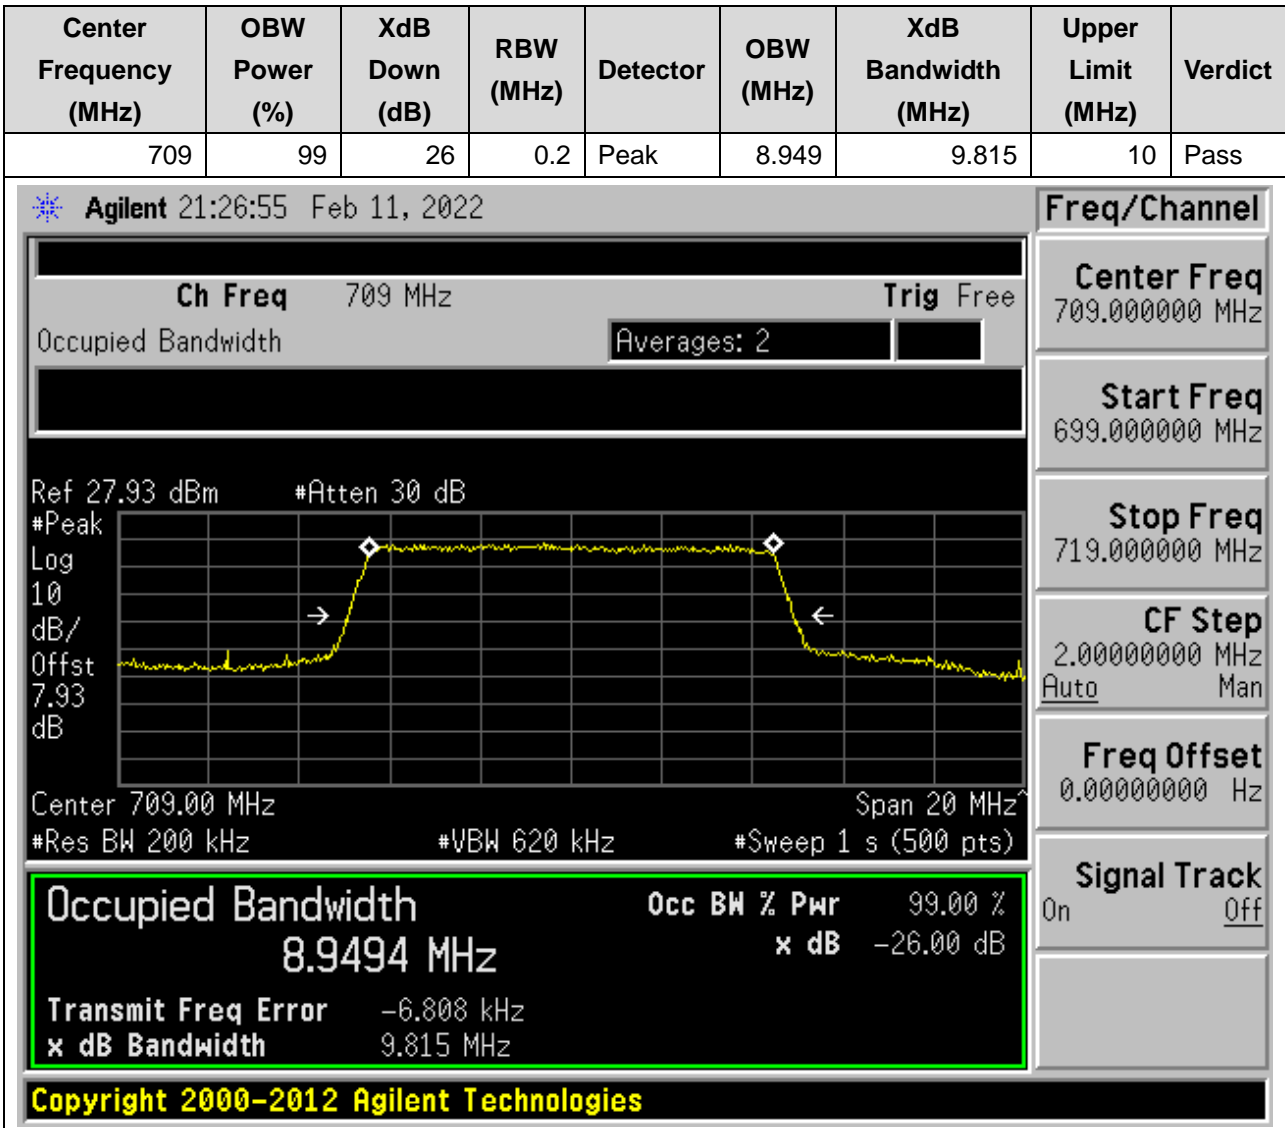 Center Frequency (MHz) OBW Power (%) XdB Down (dB) RBW (MHz) Detector OBW (MHz) XdB Bandwidth (MHz) Upper Limit (MHz) Verdict
709 99 26 0.2 Peak 8.949 9.815 10 Pass
Agilent 21:26:55 Feb 11, 2022
Freq/Channel
Ch Freq 709 MHz Trig Free
Occupied Bandwidth Averages: 2
Ref 27.93 dBm #Atten 30 dB
#Peak
Log
10
dB/
Offst
7.93
dB
Center 709.00 MHz Span 20 MHz^
#Res BW 200 kHz #VBW 620 kHz #Sweep 1 s (500 pts)
Occupied Bandwidth Occ BW % Pwr 99.00 %
8.9494 MHz x dB -26.00 dB
Transmit Freq Error -6.808 kHz
x dB Bandwidth 9.815 MHz
Center Freq
709.000000 MHz
Start Freq
699.000000 MHz
Stop Freq
719.000000 MHz
CF Step
2.00000000 MHz
Auto Man
Freq Offset
0.00000000 Hz
Signal Track
On Off
Copyright 2000-2012 Agilent Technologies